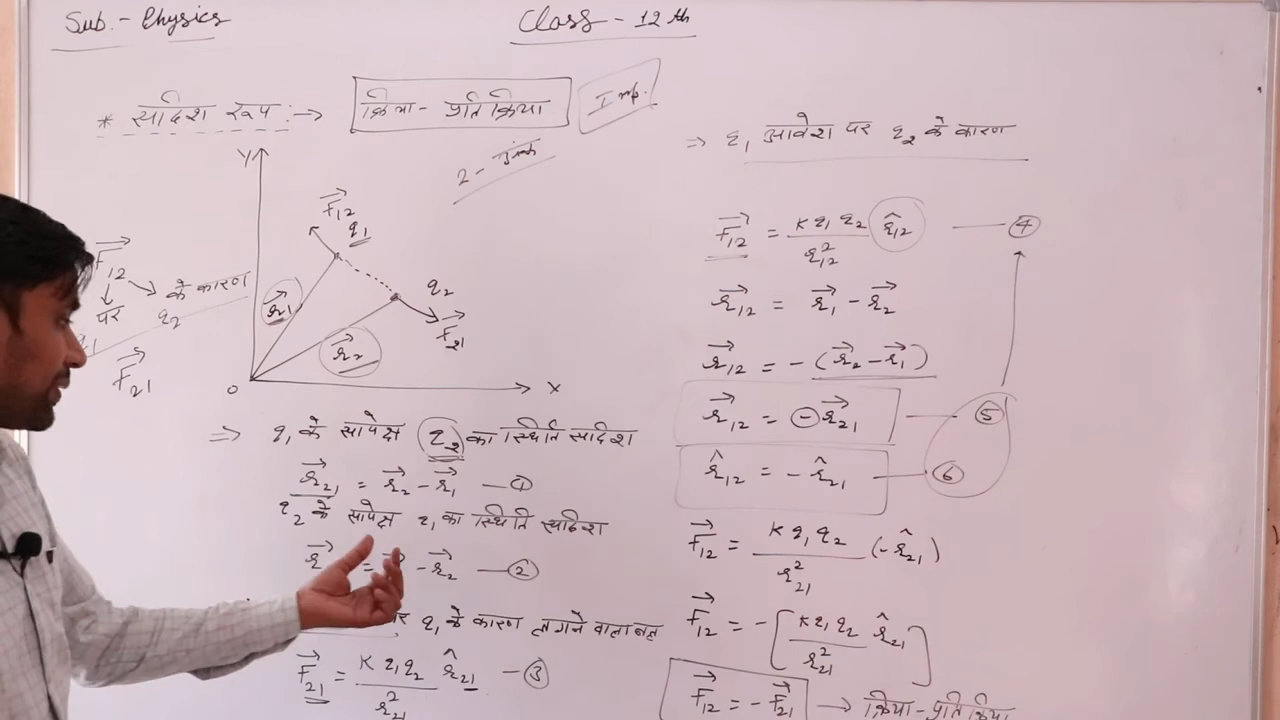 Sub. - Physics
Class - 12th
* सदिश रूप :→ क्रिया - प्रतिक्रिया Imp.
2 - अंक
Y
F⃗12
q1
q2
F⃗21
r⃗1
r⃗2
O
X
F⃗12
पर
के कारण
q2
F⃗21
⇒ q1 के सापेक्ष q2 का स्थिति सदिश
r⃗21 = r⃗2 - r⃗1 — ①
q2 के सापेक्ष q1 का स्थिति सदिश
r⃗ = - r⃗2 — ②
पर q1 के कारण लगने वाला बल
F⃗21 = K q1 q2 / r²21 r̂21 — ③
⇒ q1 आवेश पर q2 के कारण
F⃗12 = K q1 q2 / r²12 r̂12 — ④
r⃗12 = r⃗1 - r⃗2
r⃗12 = - (r⃗2 - r⃗1)
r⃗12 = - r⃗21 — ⑤
r̂12 = - r̂21 — ⑥
F⃗12 = K q1 q2 / r²21 (- r̂21)
F⃗12 = - [ K q1 q2 / r²21 r̂21 ]
F⃗12 = - F⃗21 → क्रिया - प्रतिक्रिया